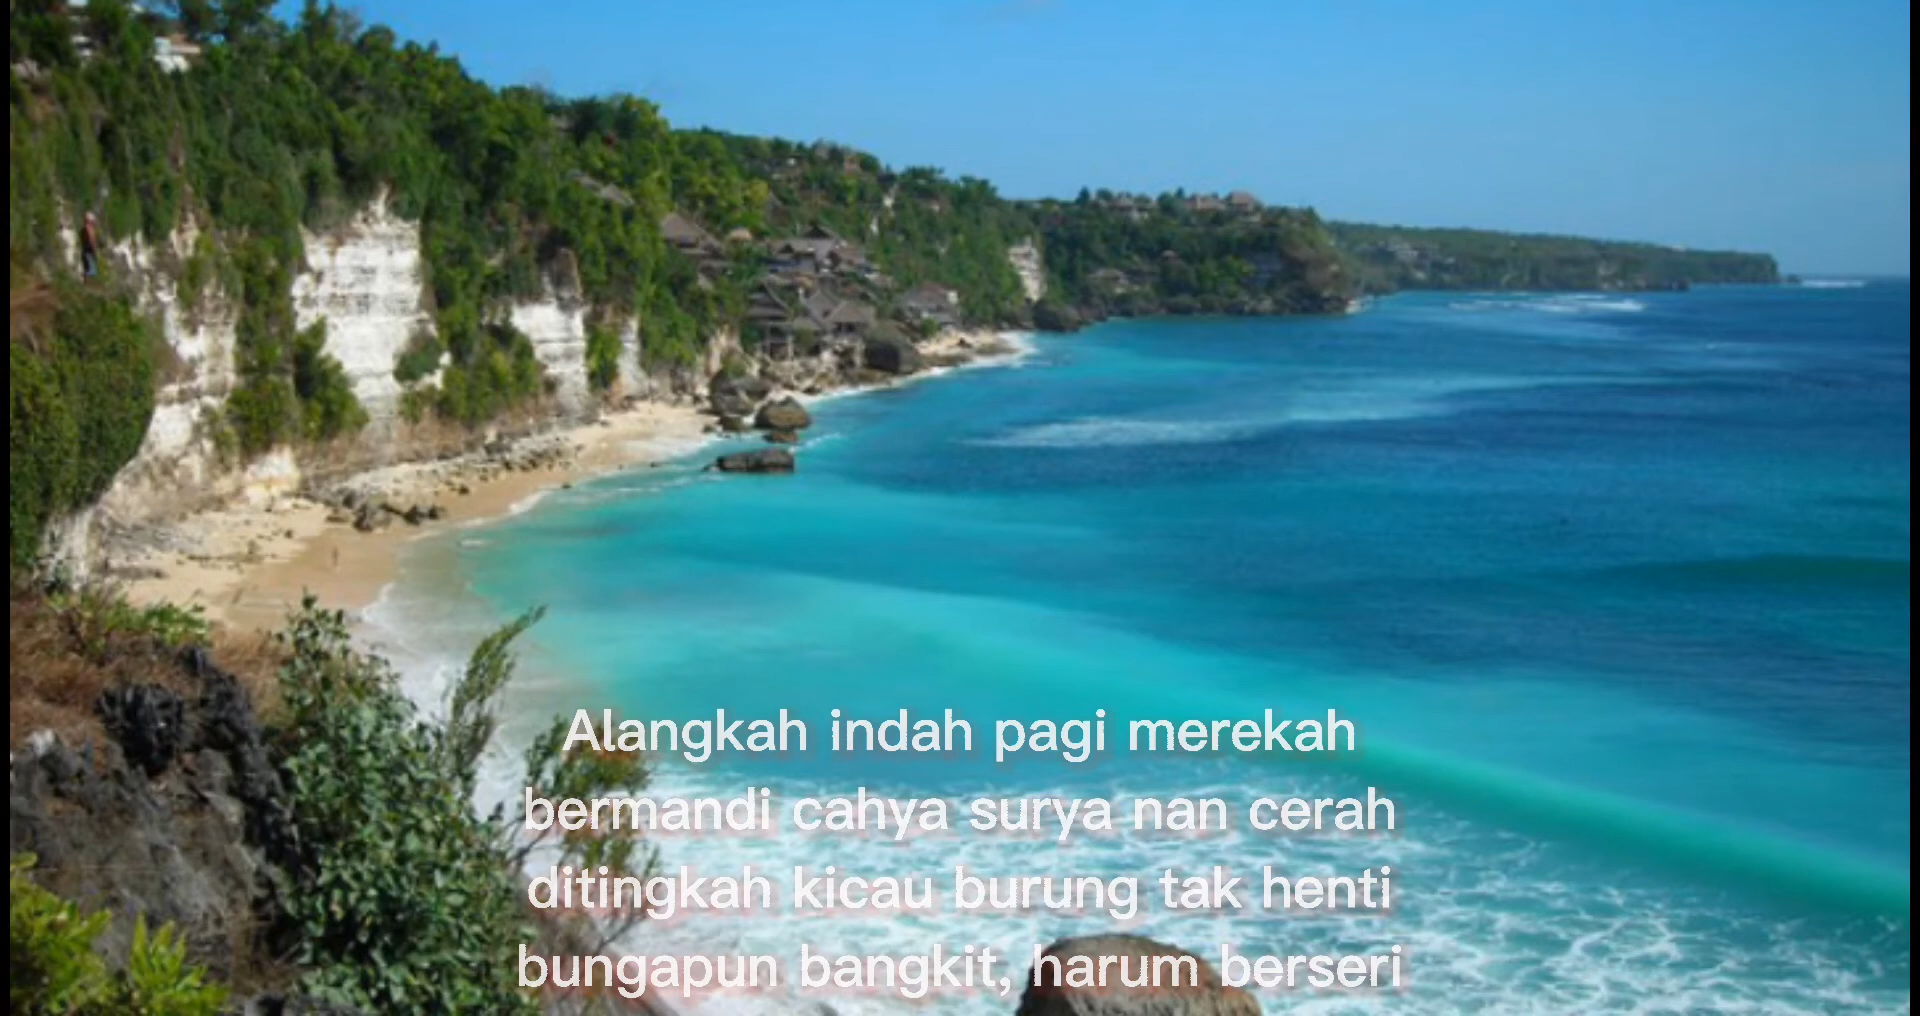 Alangkah indah pagi merekah
bermandi cahya surya nan cerah
ditingkah kicau burung tak henti
bungapun bangkit, harum berseri